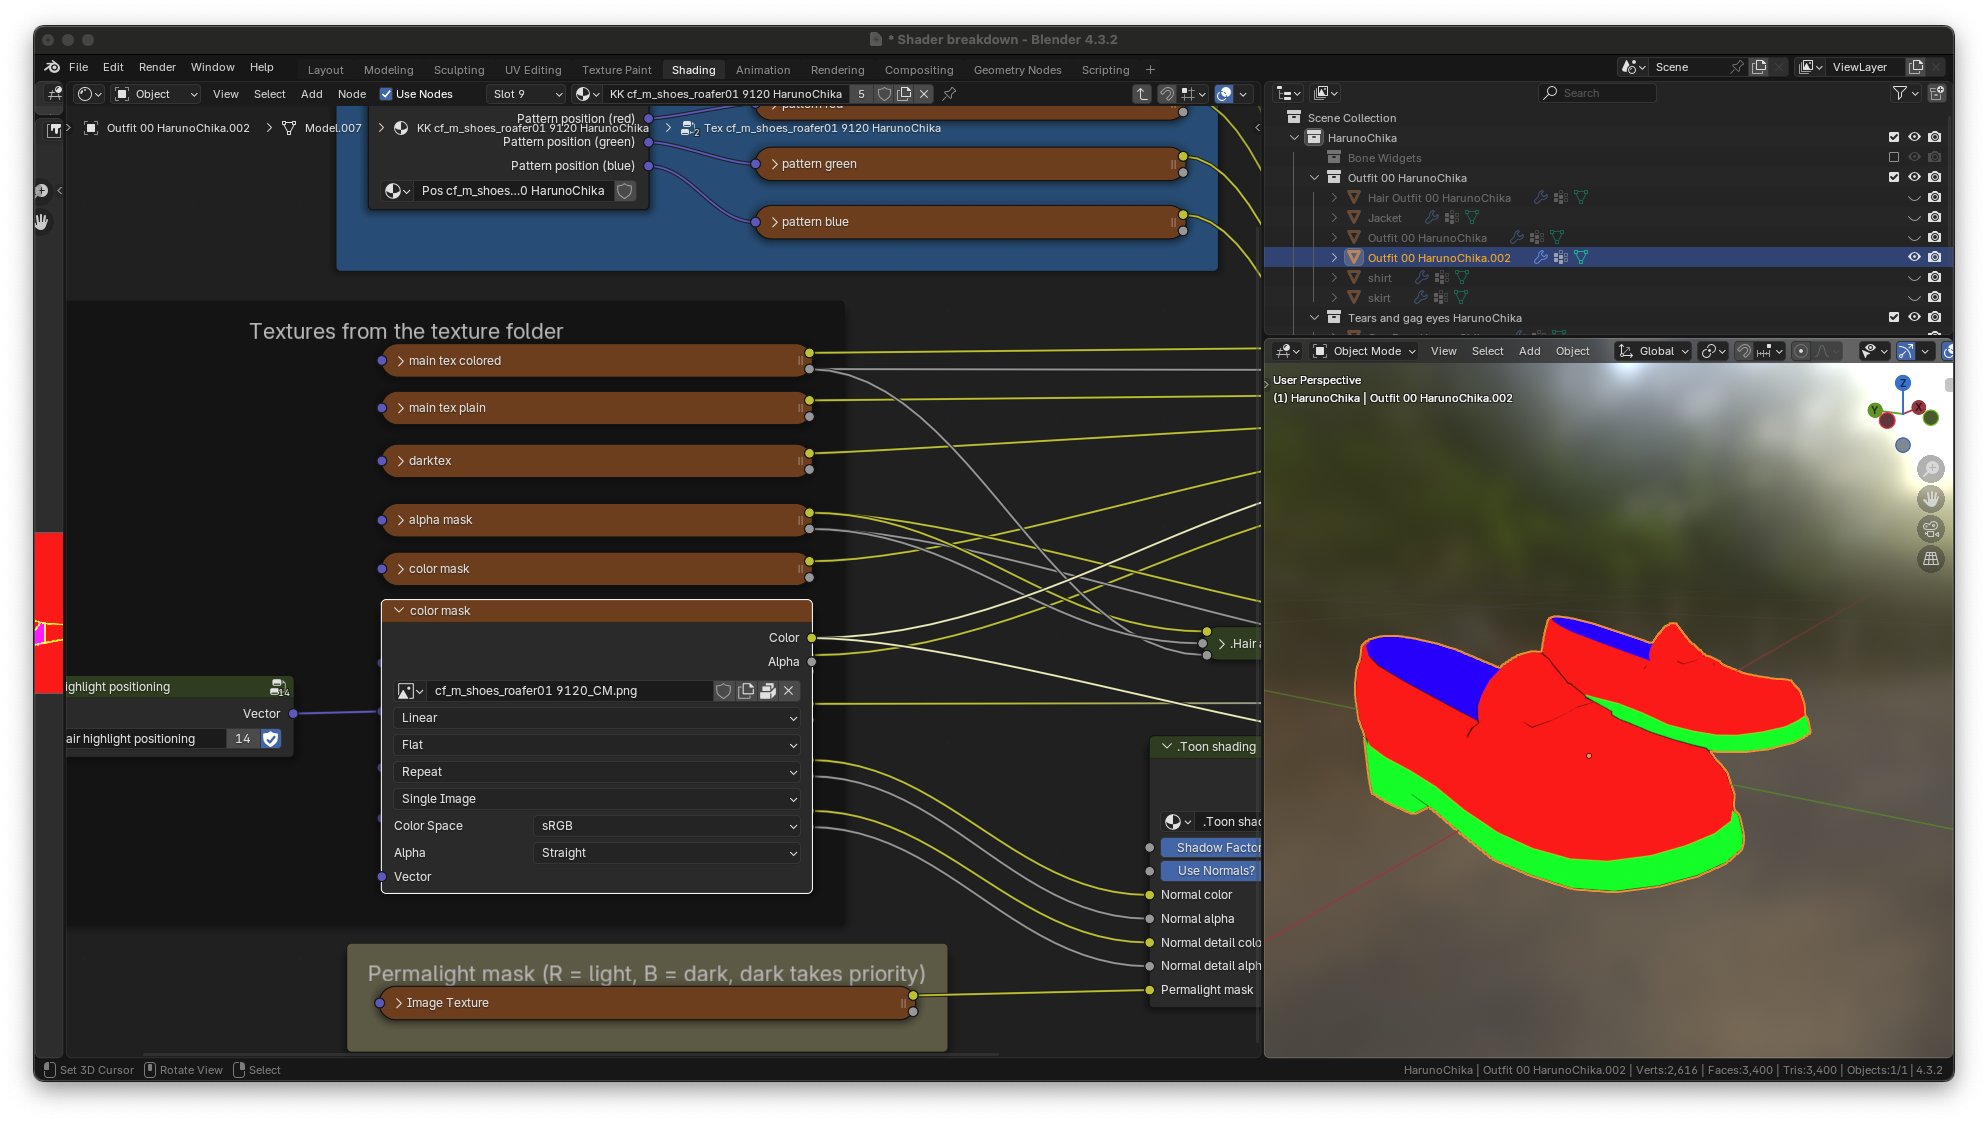 * Shader breakdown - Blender 4.3.2
File Edit Render Window Help Layout Modeling Sculpting UV Editing Texture Paint Shading Animation Rendering Compositing Geometry Nodes Scripting + Scene ViewLayer
Object View Select Add Node Use Nodes Slot 9 KK cf_m_shoes_roafer01 9120 HarunoChika 5
Outfit 00 HarunoChika.002 > Model.007 > KK cf_m_shoes_roafer01 9120 HarunoChika > 2 Tex cf_m_shoes_roafer01 9120 HarunoChika
Pattern position (red)
Pattern position (green)
Pattern position (blue)
Pos cf_m_shoes...0 HarunoChika
pattern green
pattern blue
Textures from the texture folder
main tex colored
main tex plain
darktex
alpha mask
color mask
color mask
Color
Alpha
cf_m_shoes_roafer01 9120_CM.png
Linear
Flat
Repeat
Single Image
Color Space sRGB
Alpha Straight
Vector
ighlight positioning 14
Vector
air highlight positioning 14
.Hair
.Toon shading
.Toon shad
Shadow Factor
Use Normals?
Normal color
Normal alpha
Normal detail colo
Normal detail alph
Permalight mask
Permalight mask (R = light, B = dark, dark takes priority)
Image Texture
Search
Scene Collection
HarunoChika
Bone Widgets
Outfit 00 HarunoChika
Hair Outfit 00 HarunoChika
Jacket
Outfit 00 HarunoChika
Outfit 00 HarunoChika.002
shirt
skirt
Tears and gag eyes HarunoChika
Object Mode View Select Add Object Global
User Perspective
(1) HarunoChika | Outfit 00 HarunoChika.002
Z
Y
X
Set 3D Cursor Rotate View Select
HarunoChika | Outfit 00 HarunoChika.002 | Verts:2,616 | Faces:3,400 | Tris:3,400 | Objects:1/1 | 4.3.2